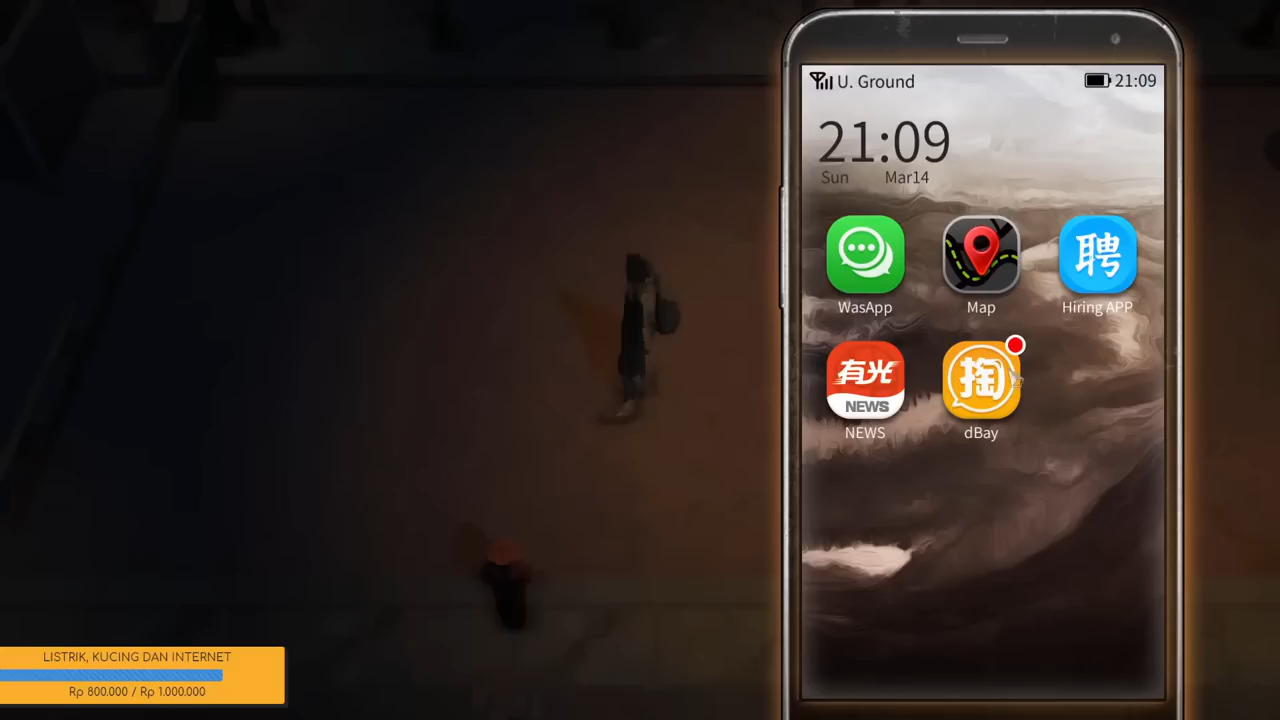 U. Ground
21:09
21:09
Sun Mar14
聘
WasApp
Map
Hiring APP
有光
NEWS
掏
NEWS
dBay
LISTRIK, KUCING DAN INTERNET
Rp 800.000 / Rp 1.000.000